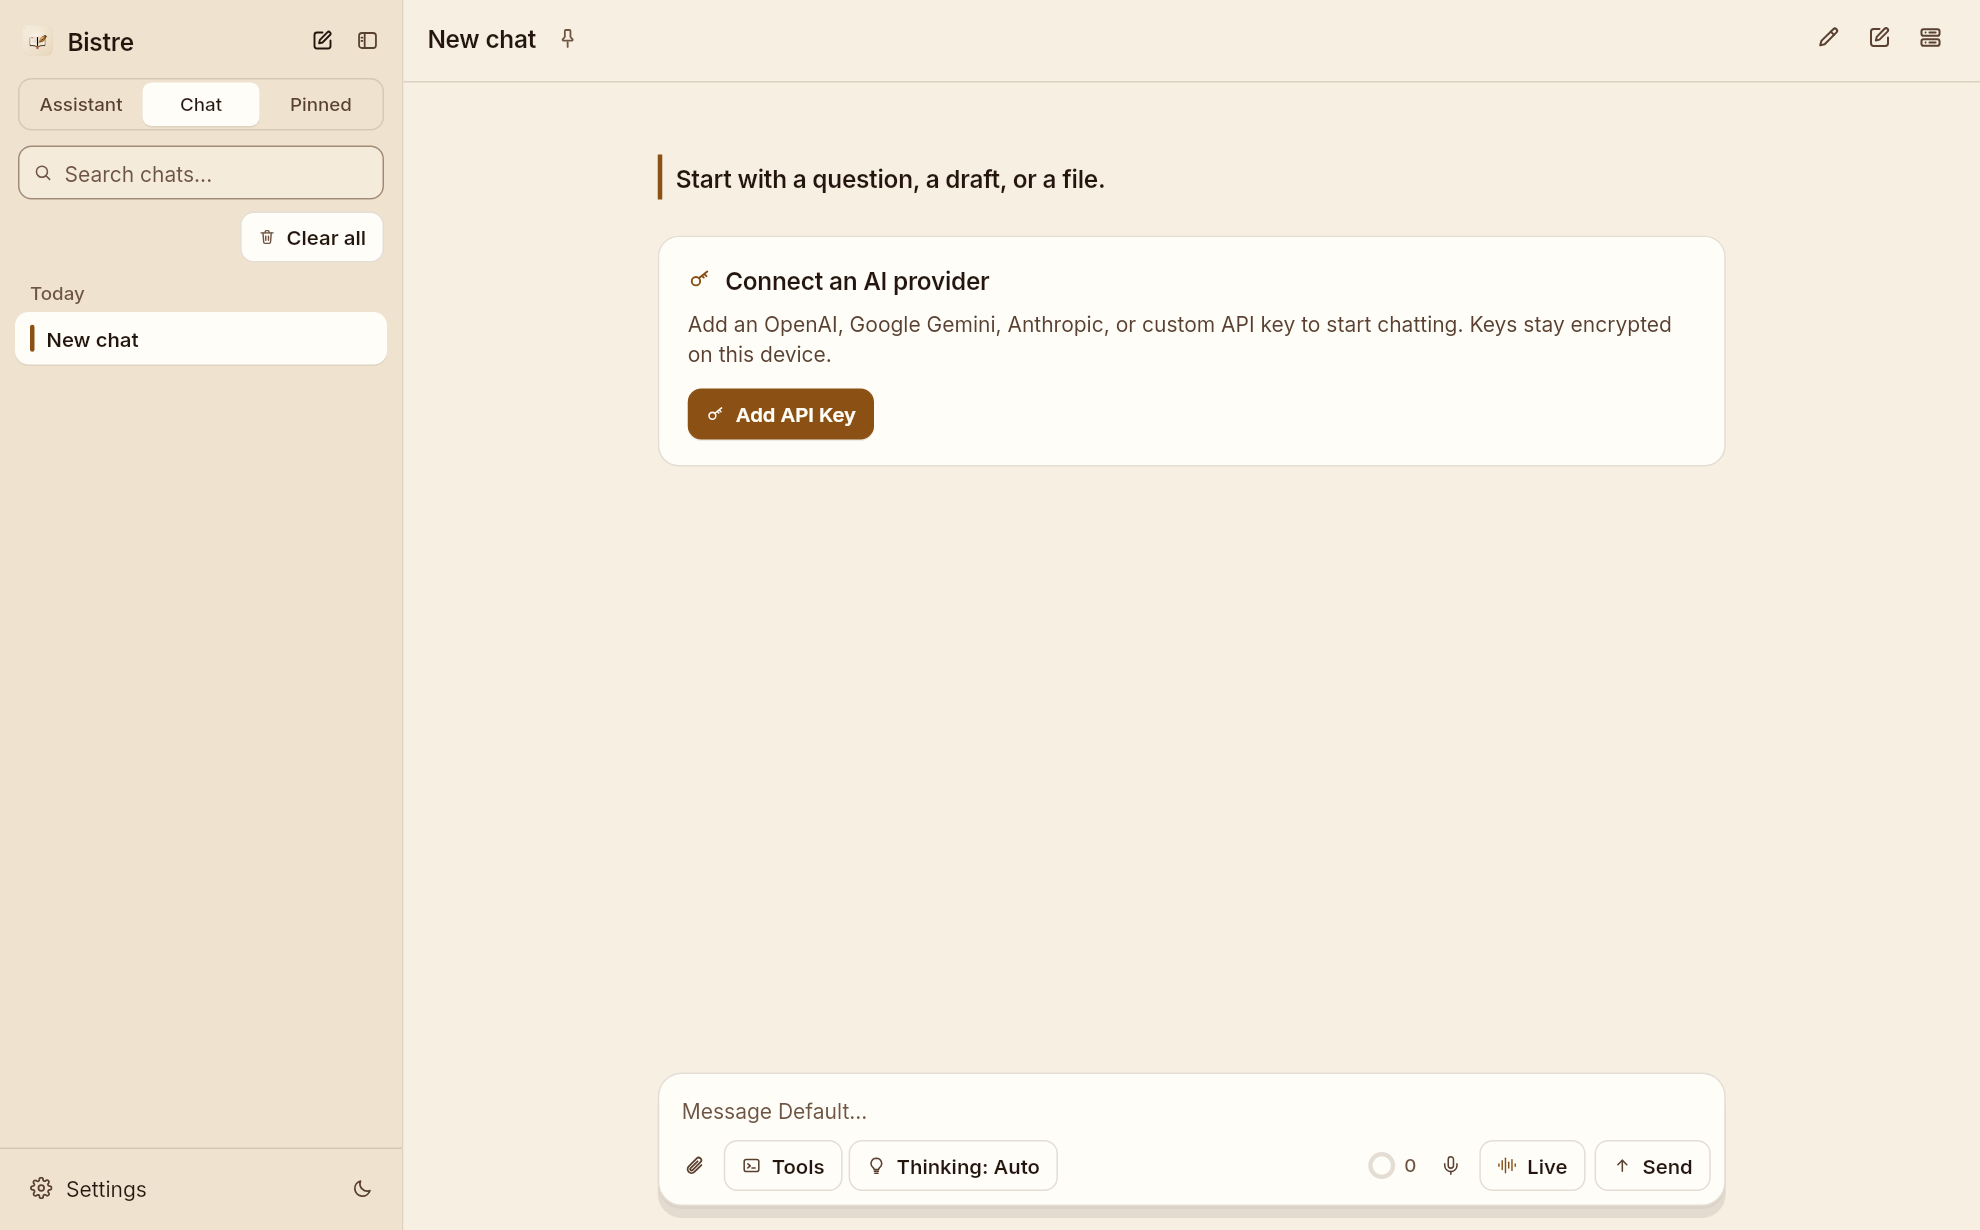 Bistre
Assistant
Chat
Pinned
Search chats...
Clear all
Today
New chat
Settings
New chat
Start with a question, a draft, or a file.
Connect an AI provider
Add an OpenAI, Google Gemini, Anthropic, or custom API key to start chatting. Keys stay encrypted
on this device.
Add API Key
Message Default...
Tools
Thinking: Auto
0
Live
Send